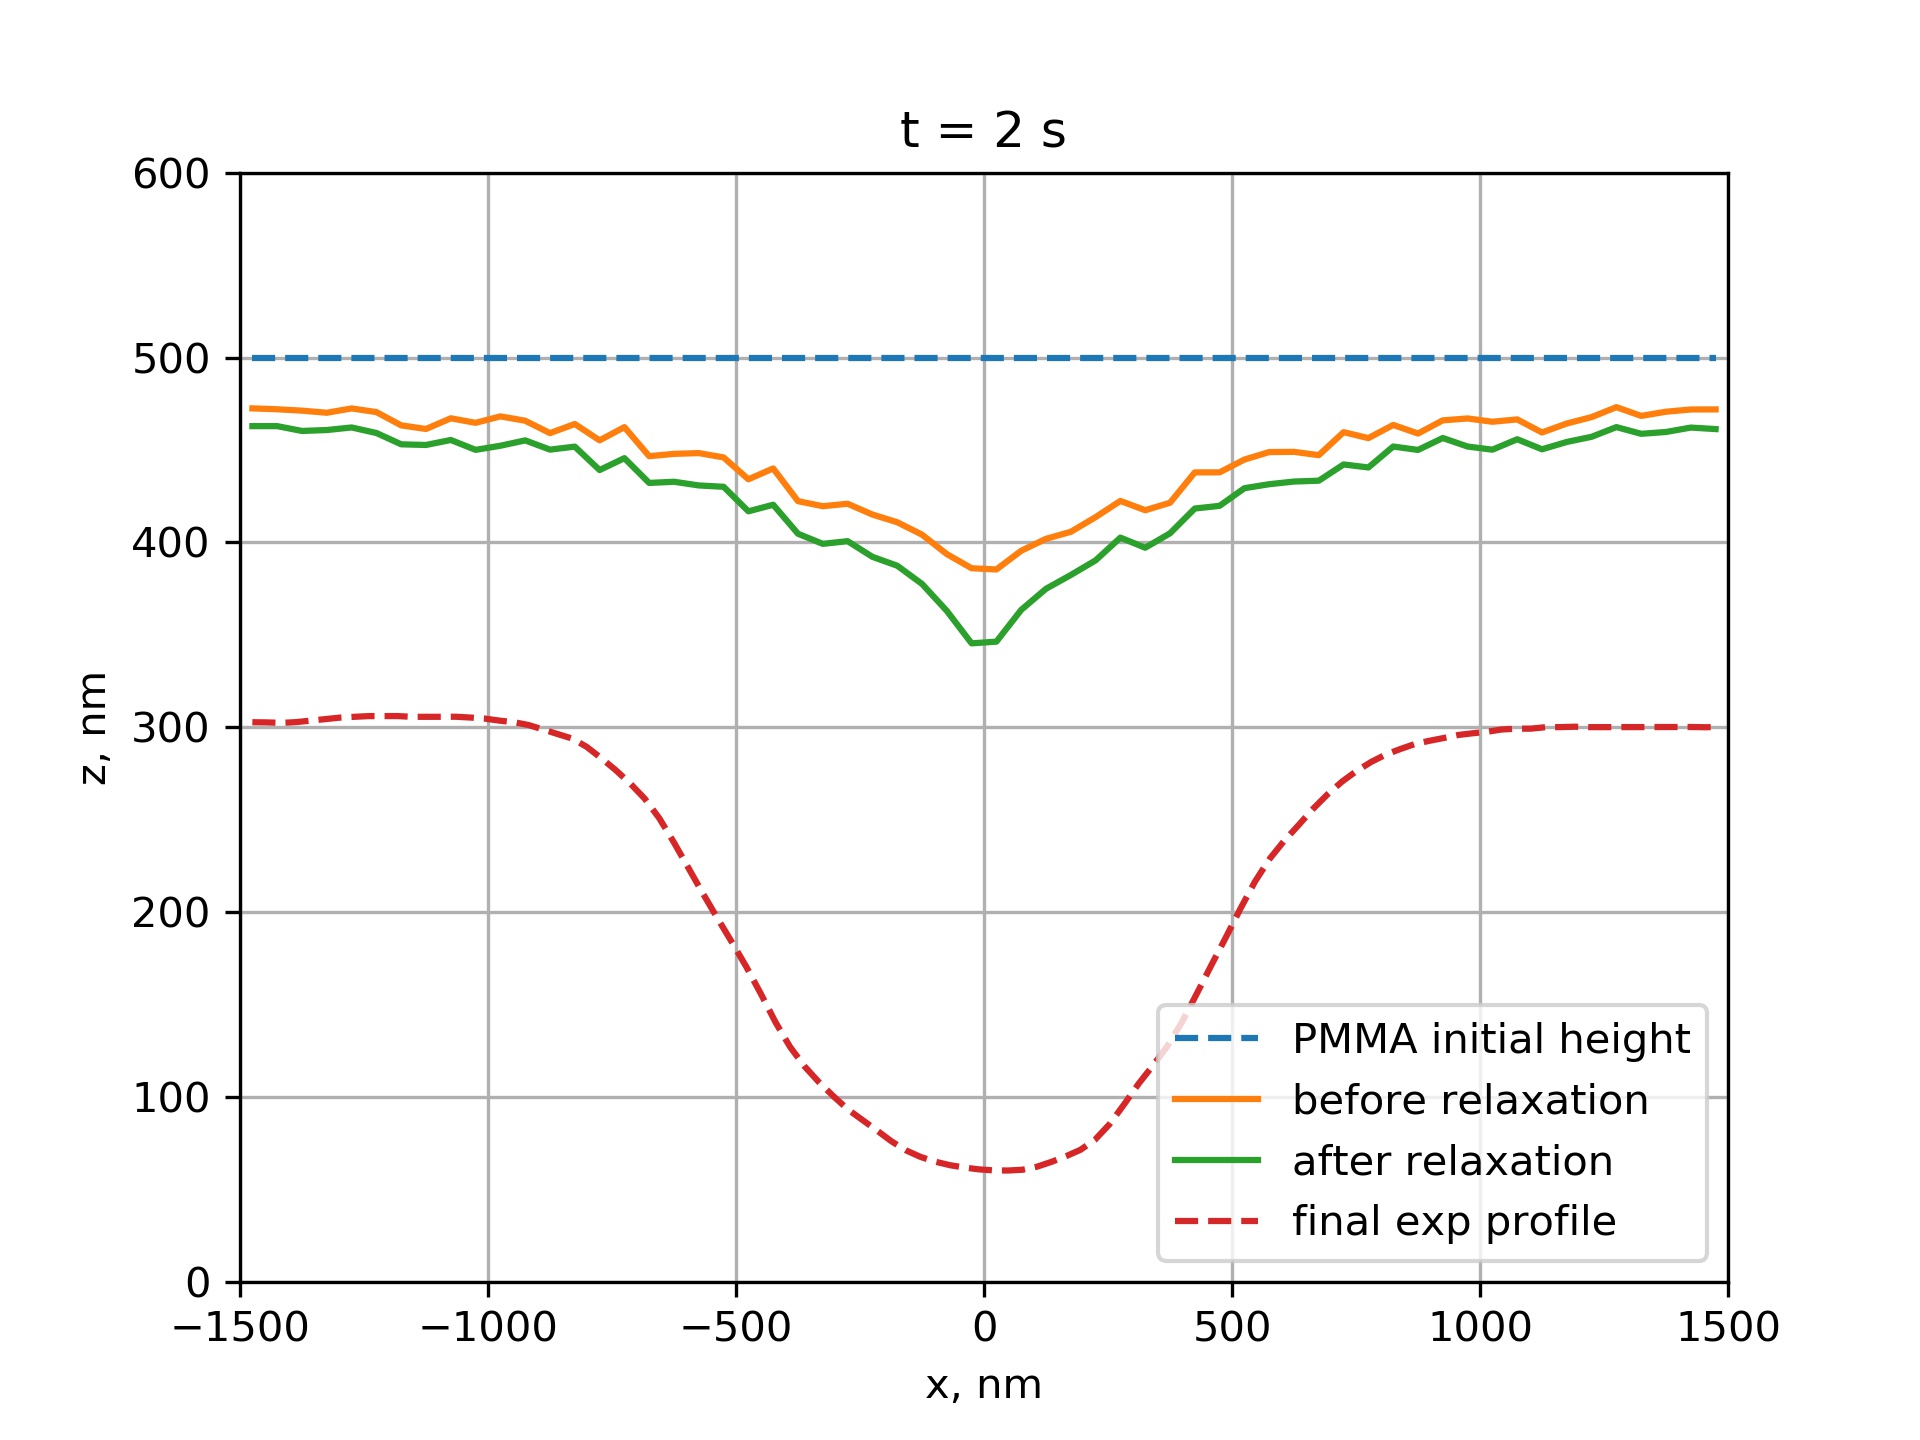 t = 2 s
600
500
400
300
200
100
0
z, nm
−1500 −1000 −500 0 500 1000 1500
x, nm
PMMA initial height
before relaxation
after relaxation
final exp profile